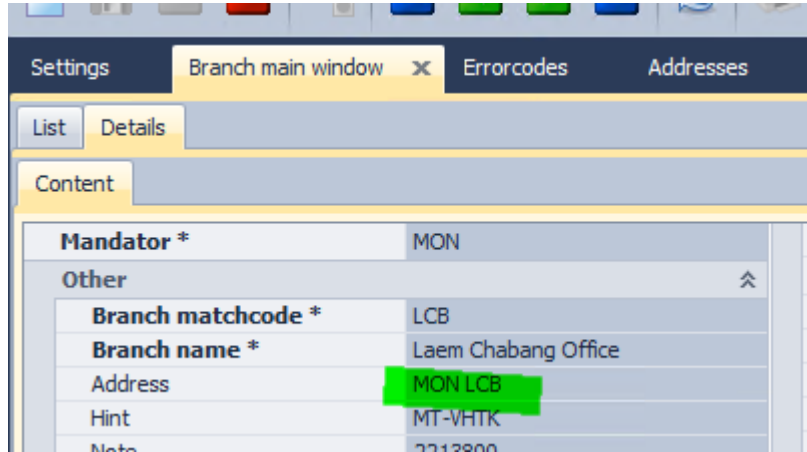 Settings Branch main window x Errorcodes Addresses
List Details
Content
Mandator * MON
Other
Branch matchcode * LCB
Branch name * Laem Chabang Office
Address MON LCB
Hint MT-VHTK
Note